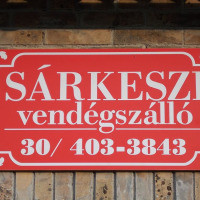 SÁRKESZI
vendégszálló
30/ 403-3843